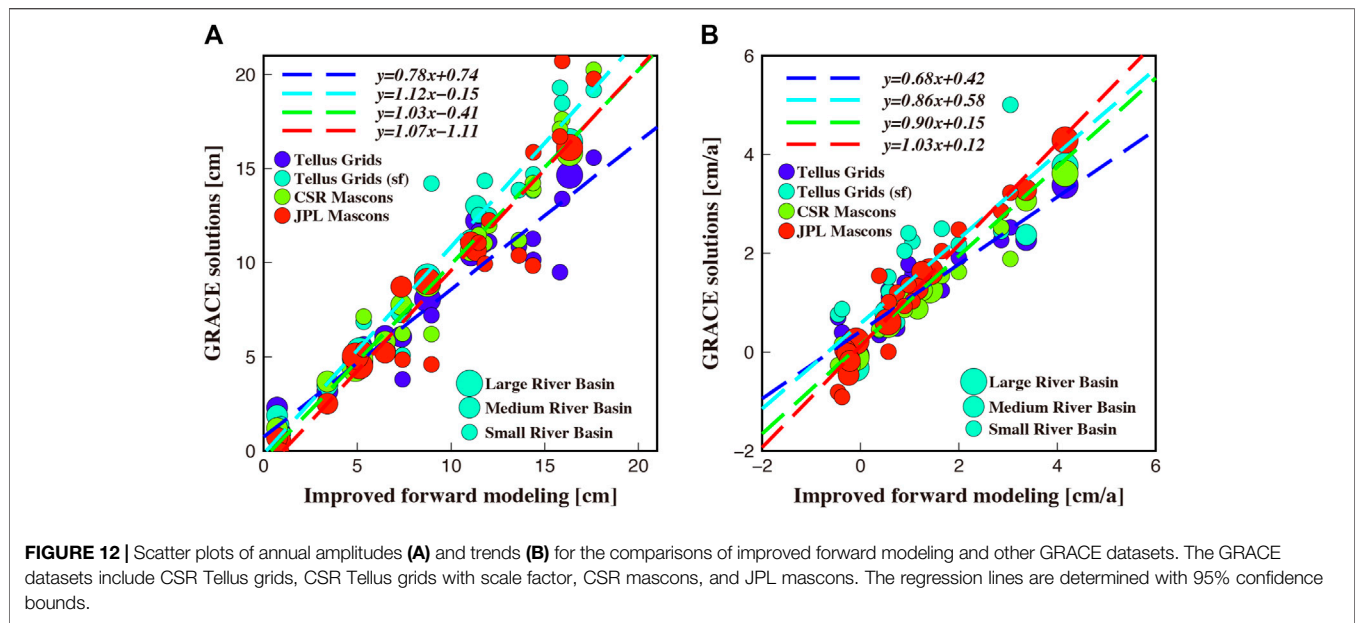 A
y=0.78x+0.74
y=1.12x−0.15
y=1.03x−0.41
y=1.07x−1.11
Tellus Grids
Tellus Grids (sf)
CSR Mascons
JPL Mascons
Large River Basin
Medium River Basin
Small River Basin
20
15
10
5
0
0 5 10 15 20
GRACE solutions [cm]
Improved forward modeling [cm]
B
y=0.68x+0.42
y=0.86x+0.58
y=0.90x+0.15
y=1.03x+0.12
Tellus Grids
Tellus Grids (sf)
CSR Mascons
JPL Mascons
Large River Basin
Medium River Basin
Small River Basin
6
4
2
0
−2
−2 0 2 4 6
GRACE solutions [cm/a]
Improved forward modeling [cm/a]
FIGURE 12 | Scatter plots of annual amplitudes (A) and trends (B) for the comparisons of improved forward modeling and other GRACE datasets. The GRACE
datasets include CSR Tellus grids, CSR Tellus grids with scale factor, CSR mascons, and JPL mascons. The regression lines are determined with 95% confidence
bounds.